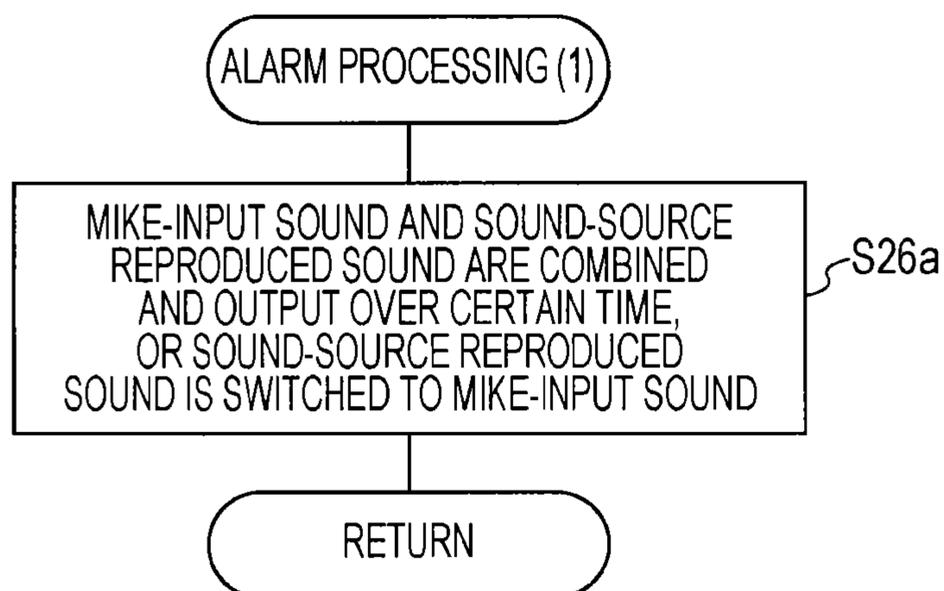 ALARM PROCESSING (1)
MIKE-INPUT SOUND AND SOUND-SOURCE
REPRODUCED SOUND ARE COMBINED
AND OUTPUT OVER CERTAIN TIME,
OR SOUND-SOURCE REPRODUCED
SOUND IS SWITCHED TO MIKE-INPUT SOUND
S26a
RETURN